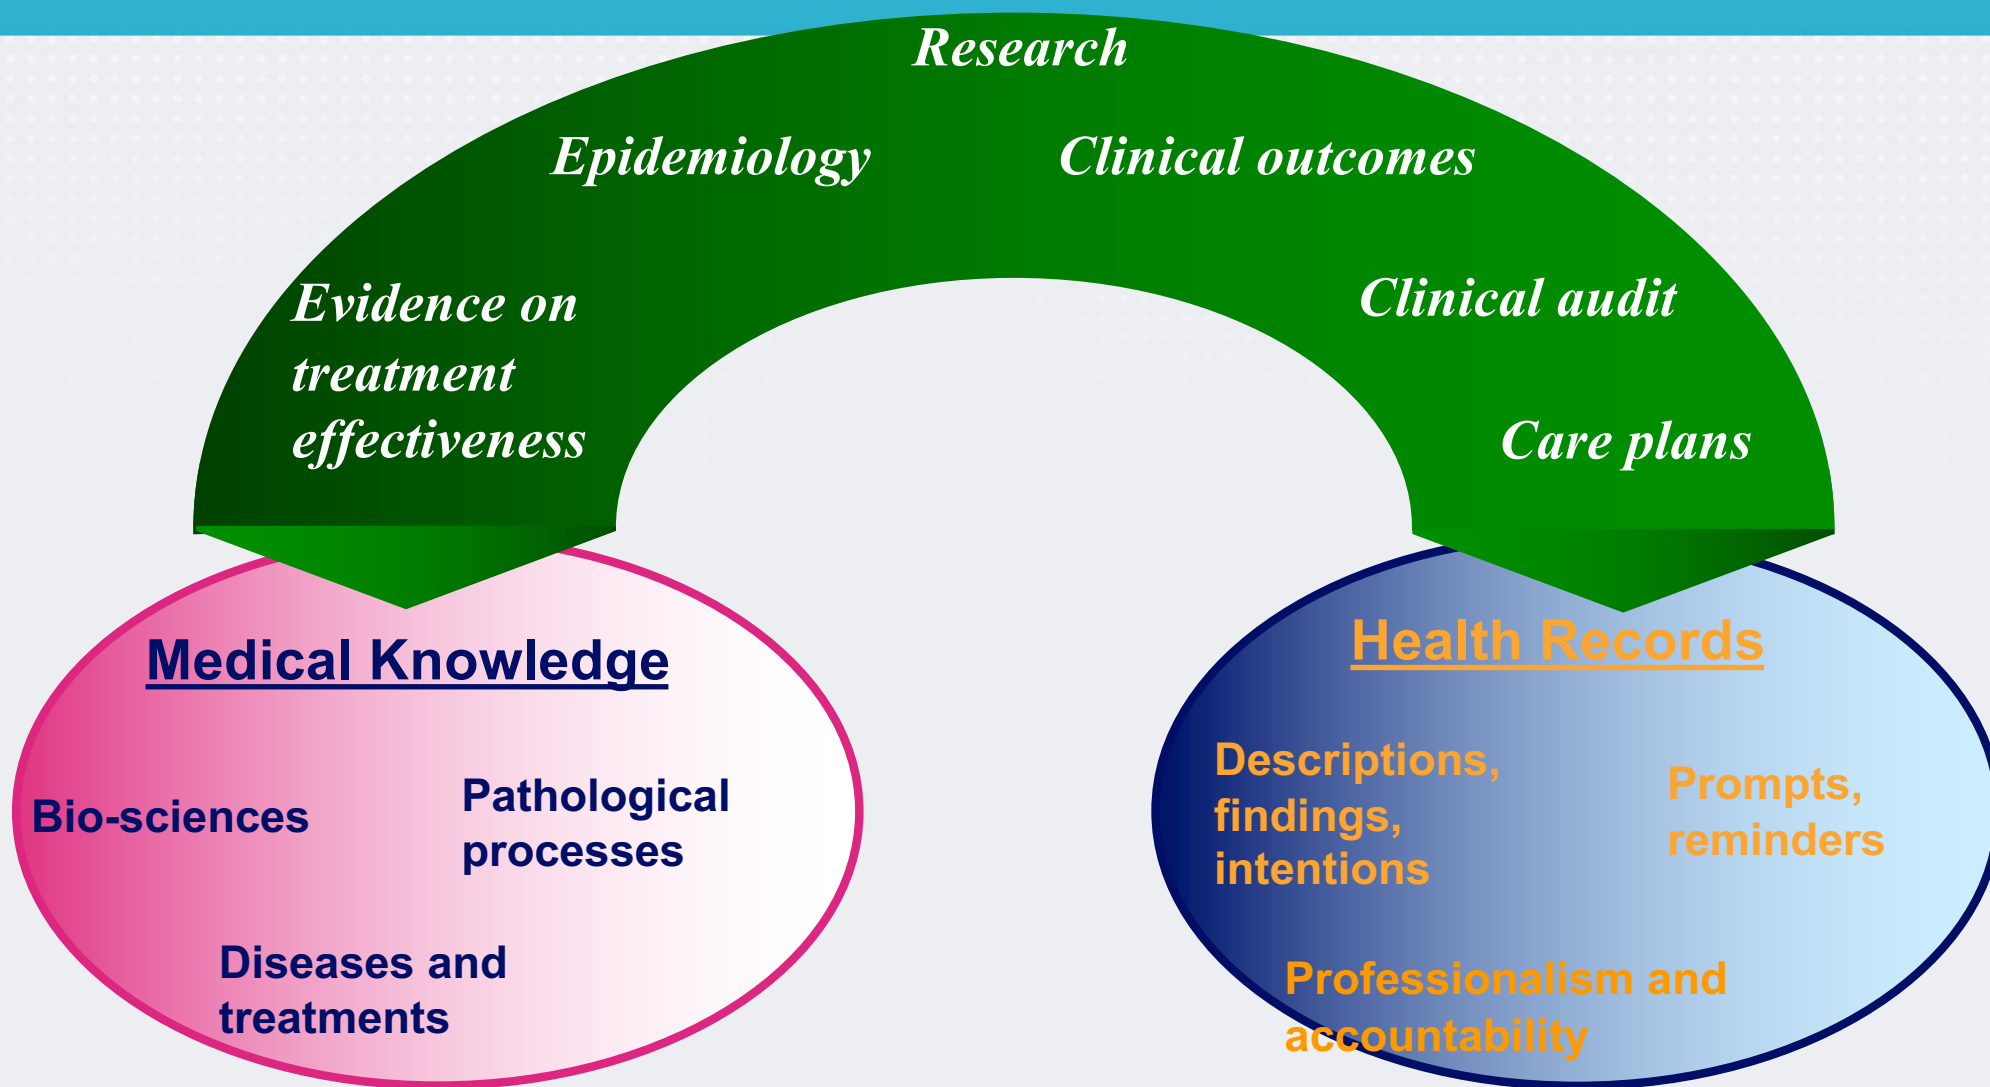 Research
Epidemiology
Clinical outcomes
Evidence on
treatment
effectiveness
Clinical audit
Care plans
Medical Knowledge
Bio-sciences
Pathological
processes
Diseases and
treatments
Health Records
Descriptions,
findings,
intentions
Prompts,
reminders
Professionalism and
accountability